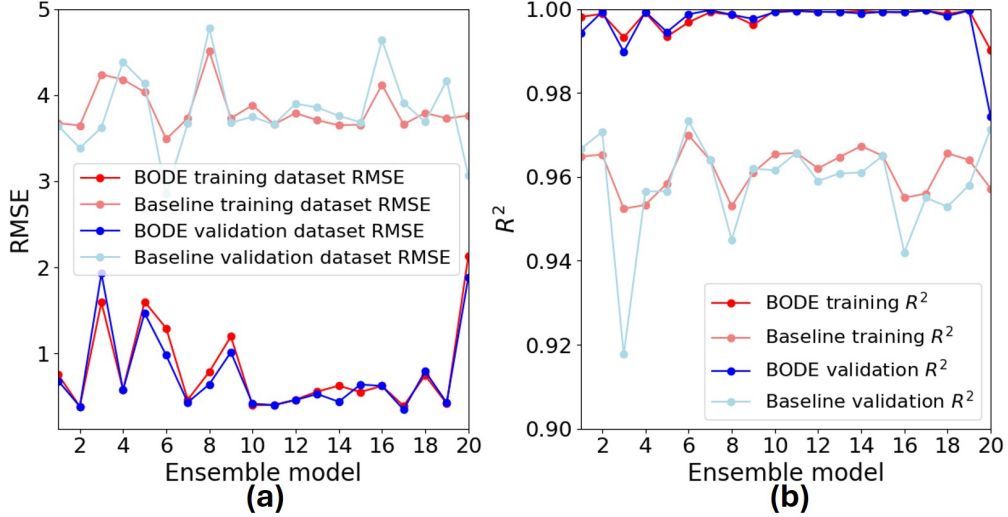 5
4
3
2
1
RMSE
BODE training dataset RMSE
Baseline training dataset RMSE
BODE validation dataset RMSE
Baseline validation dataset RMSE
2 4 6 8 10 12 14 16 18 20
Ensemble model
(a)
1.00
0.98
0.96
0.94
0.92
0.90
R²
BODE training R²
Baseline training R²
BODE validation R²
Baseline validation R²
2 4 6 8 10 12 14 16 18 20
Ensemble model
(b)